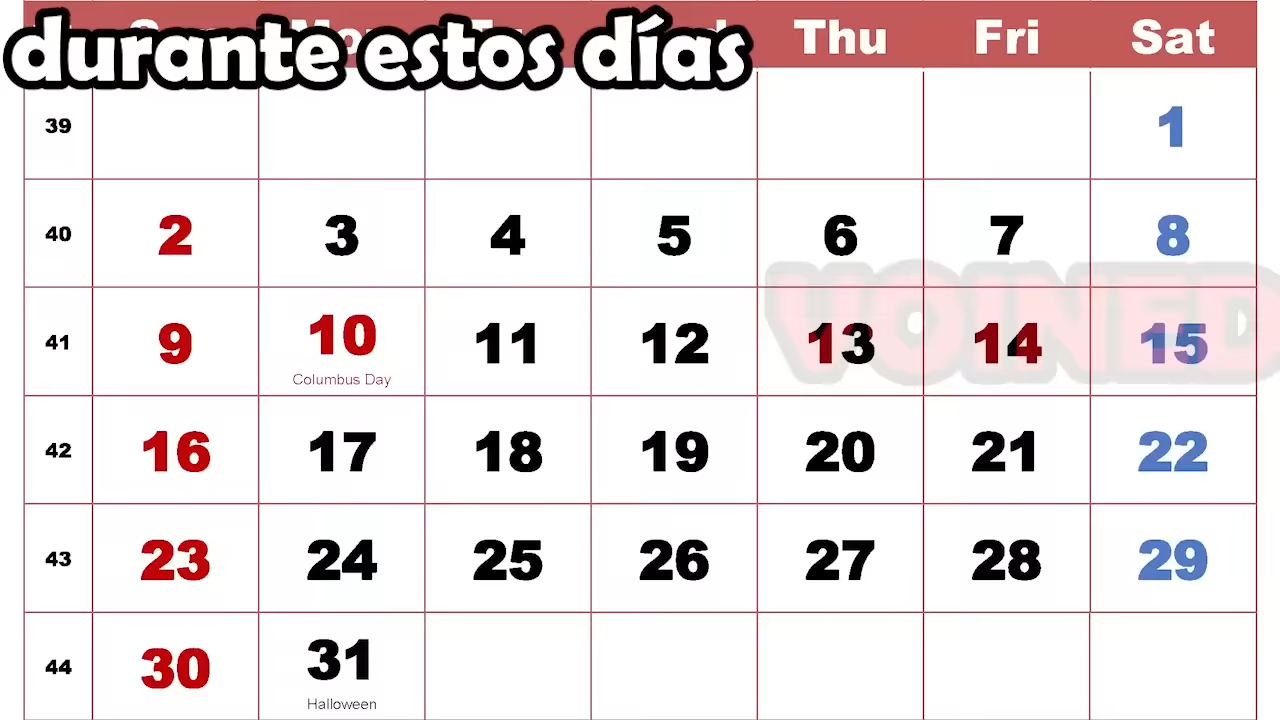 durante estos días
Thu Fri Sat
39 1
40 2 3 4 5 6 7 8
VOINED
41 9 10 11 12 13 14 15
Columbus Day
42 16 17 18 19 20 21 22
43 23 24 25 26 27 28 29
44 30 31
Halloween